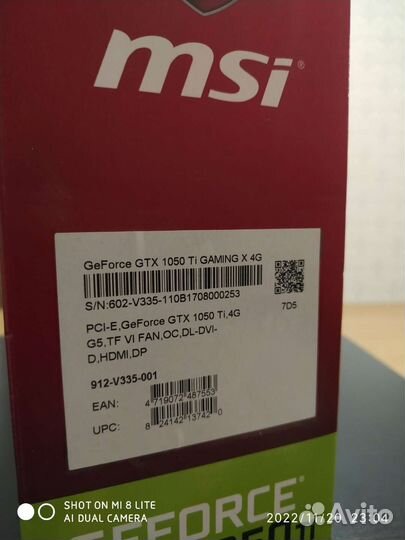 msi
GeForce GTX 1050 Ti GAMING X 4G
S/N:602-V335-110B1708000253
7D5
PCI-E,GeForce GTX 1050 Ti,4G
G5,TF VI FAN,OC,DL-DVI-
D,HDMI,DP
912-V335-001
EAN:
4 719072 487553
UPC:
8 24142 13742 0
GEFORCE
SHOT ON MI 8 LITE
AI DUAL CAMERA
2022/11/20 23:04
Avito